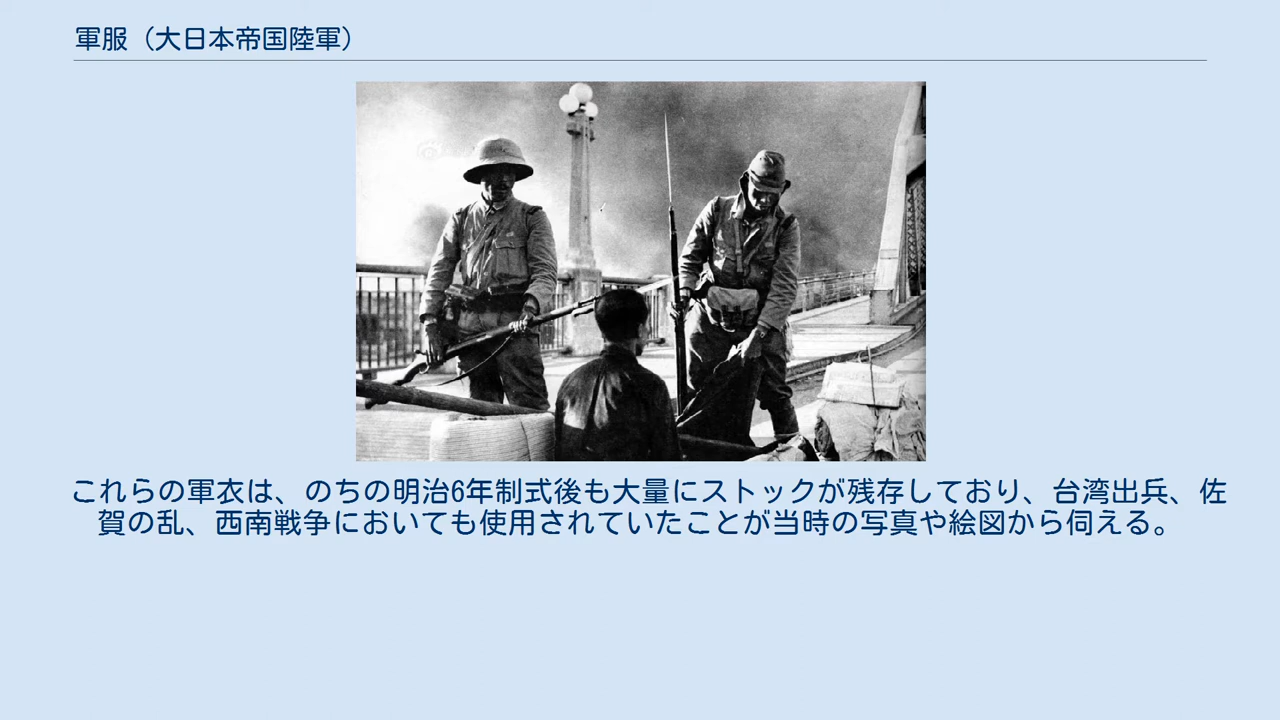 軍服（大日本帝国陸軍）
これらの軍衣は、のちの明治6年制式後も大量にストックが残存しており、台湾出兵、佐
賀の乱、西南戦争においても使用されていたことが当時の写真や絵図から伺える。